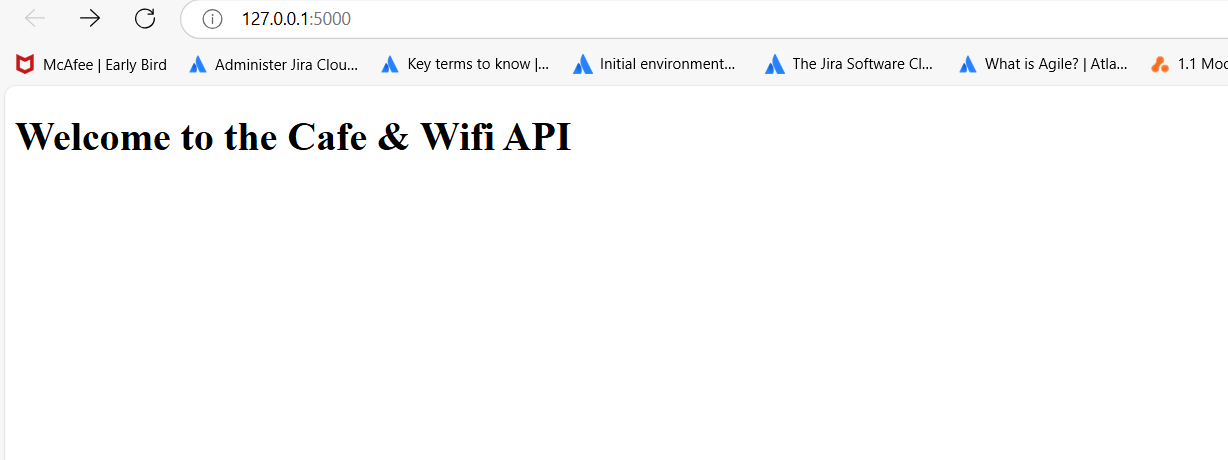 127.0.0.1:5000
McAfee | Early Bird Administer Jira Clou... Key terms to know |... Initial environment... The Jira Software Cl... What is Agile? | Atla... 1.1 Moc
Welcome to the Cafe & Wifi API